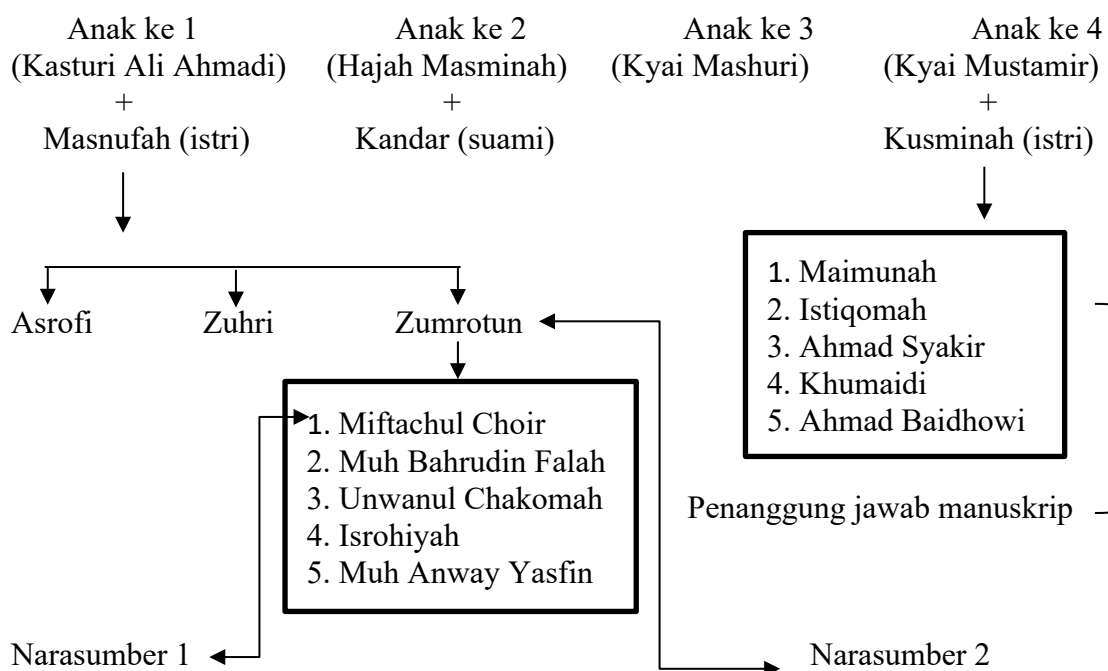 Anak ke 1 Anak ke 2 Anak ke 3 Anak ke 4
(Kasturi Ali Ahmadi) (Hajah Masminah) (Kyai Mashuri) (Kyai Mustamir)
+ + +
Masnufah (istri) Kandar (suami) Kusminah (istri)
1. Maimunah
2. Istiqomah
3. Ahmad Syakir
4. Khumaidi
5. Ahmad Baidhowi
Asrofi Zuhri Zumrotun
1. Miftachul Choir
2. Muh Bahrudin Falah
3. Unwanul Chakomah
4. Isrohiyah
5. Muh Anway Yasfin
Penanggung jawab manuskrip
Narasumber 1 Narasumber 2